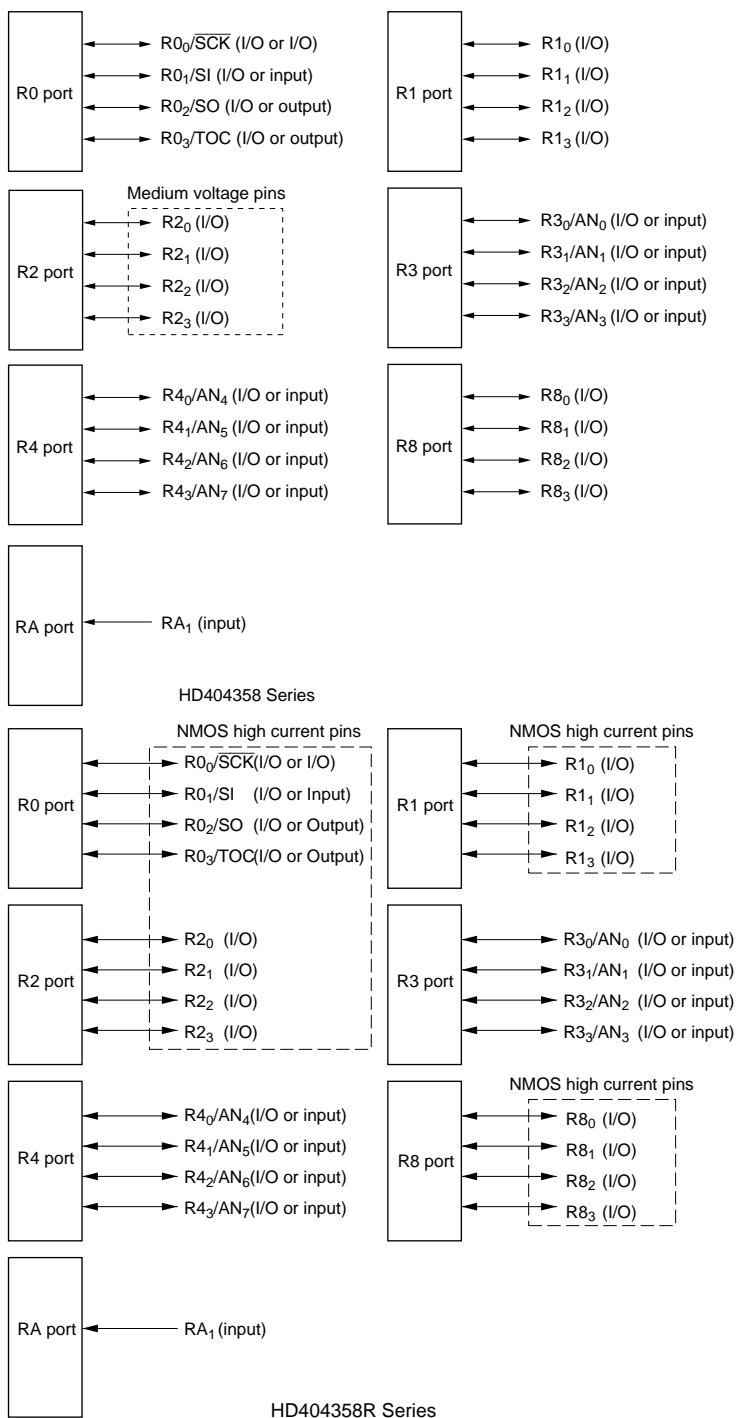 R0 port
R0₀/S̅C̅K̅ (I/O or I/O)
R0₁/SI (I/O or input)
R0₂/SO (I/O or output)
R0₃/TOC (I/O or output)
R1 port
R1₀ (I/O)
R1₁ (I/O)
R1₂ (I/O)
R1₃ (I/O)
R2 port
Medium voltage pins
R2₀ (I/O)
R2₁ (I/O)
R2₂ (I/O)
R2₃ (I/O)
R3 port
R3₀/AN₀ (I/O or input)
R3₁/AN₁ (I/O or input)
R3₂/AN₂ (I/O or input)
R3₃/AN₃ (I/O or input)
R4 port
R4₀/AN₄ (I/O or input)
R4₁/AN₅ (I/O or input)
R4₂/AN₆ (I/O or input)
R4₃/AN₇ (I/O or input)
R8 port
R8₀ (I/O)
R8₁ (I/O)
R8₂ (I/O)
R8₃ (I/O)
RA port
RA₁ (input)
HD404358 Series
NMOS high current pins
R0 port
R0₀/S̅C̅K̅(I/O or I/O)
R0₁/SI (I/O or Input)
R0₂/SO (I/O or Output)
R0₃/TOC(I/O or Output)
NMOS high current pins
R1 port
R1₀ (I/O)
R1₁ (I/O)
R1₂ (I/O)
R1₃ (I/O)
R2 port
R2₀ (I/O)
R2₁ (I/O)
R2₂ (I/O)
R2₃ (I/O)
R3 port
R3₀/AN₀ (I/O or input)
R3₁/AN₁ (I/O or input)
R3₂/AN₂ (I/O or input)
R3₃/AN₃ (I/O or input)
R4 port
R4₀/AN₄(I/O or input)
R4₁/AN₅(I/O or input)
R4₂/AN₆(I/O or input)
R4₃/AN₇(I/O or input)
NMOS high current pins
R8 port
R8₀ (I/O)
R8₁ (I/O)
R8₂ (I/O)
R8₃ (I/O)
RA port
RA₁ (input)
HD404358R Series